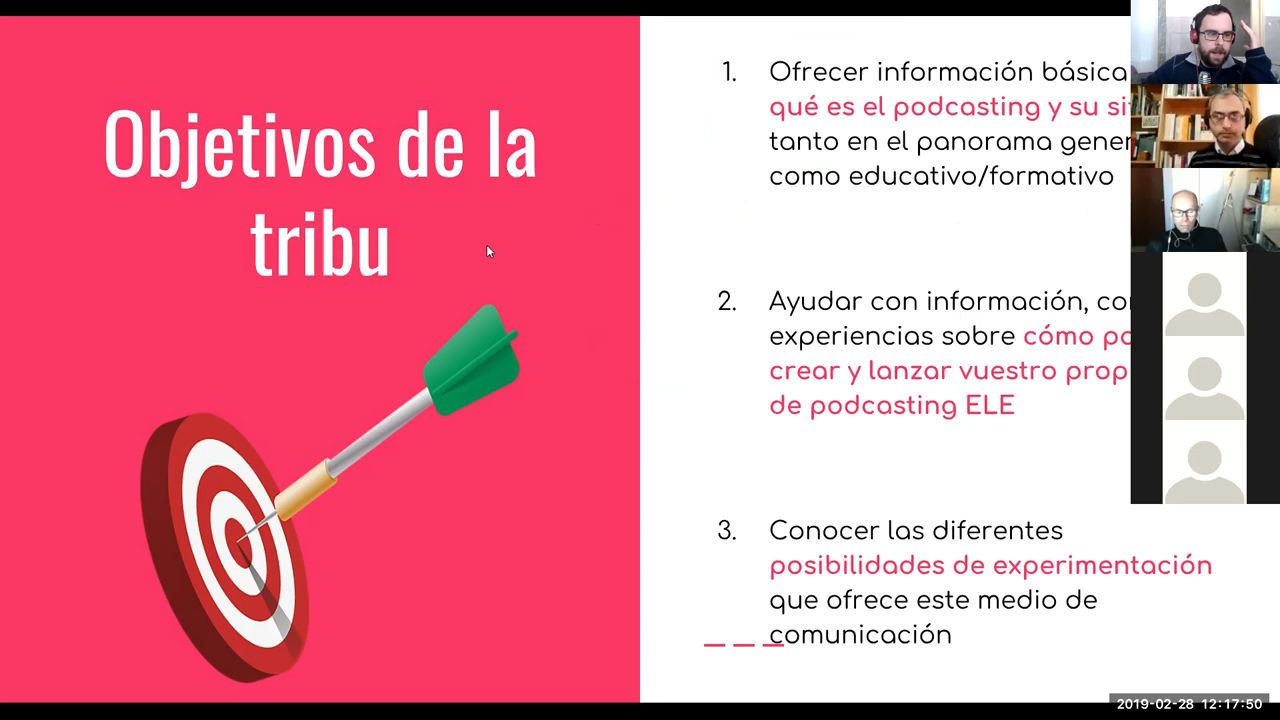 Objetivos de la
tribu
1. Ofrecer información básica
qué es el podcasting y su
tanto en el panorama
como educativo/formativo
2. Ayudar con información,
experiencias sobre cómo
crear y lanzar vuestro
de podcasting ELE
3. Conocer las diferentes
posibilidades de experimentación
que ofrece este medio de
comunicación
2019-02-28 12:17:50